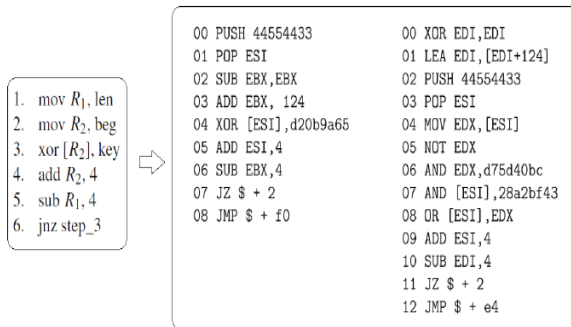 1. mov R1, len
2. mov R2, beg
3. xor [R2], key
4. add R2, 4
5. sub R1, 4
6. jnz step_3
00 PUSH 44554433
01 POP ESI
02 SUB EBX,EBX
03 ADD EBX, 124
04 XOR [ESI],d20b9a65
05 ADD ESI,4
06 SUB EBX,4
07 JZ $ + 2
08 JMP $ + f0
00 XOR EDI,EDI
01 LEA EDI,[EDI+124]
02 PUSH 44554433
03 POP ESI
04 MOV EDX,[ESI]
05 NOT EDX
06 AND EDX,d75d40bc
07 AND [ESI],28a2bf43
08 OR [ESI],EDX
09 ADD ESI,4
10 SUB EDI,4
11 JZ $ + 2
12 JMP $ + e4